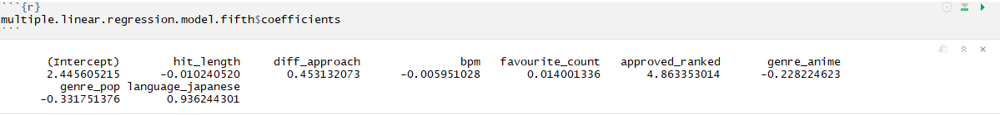 ```{r}
multiple.linear.regression.model.fifth$coefficients
```
(Intercept) hit_length diff_approach bpm favourite_count approved_ranked genre_anime
2.445605215 -0.010240520 0.453132073 -0.005951028 0.014001336 4.863353014 -0.228224623
genre_pop language_japanese
-0.331751376 0.936244301